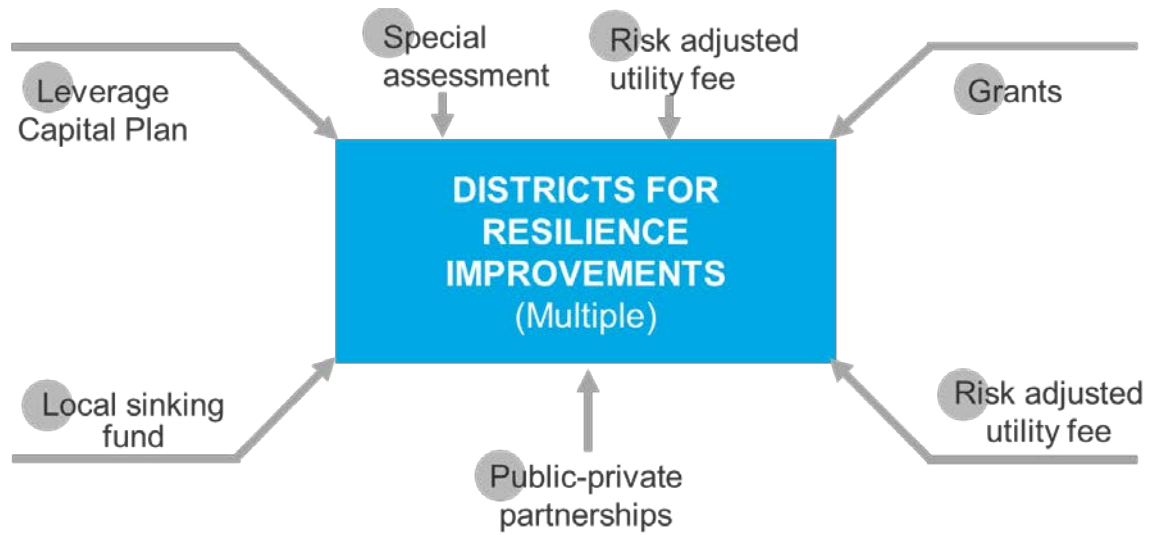 Special
assessment
Risk adjusted
utility fee
Leverage
Capital Plan
Grants
DISTRICTS FOR
RESILIENCE
IMPROVEMENTS
(Multiple)
Local sinking
fund
Risk adjusted
utility fee
Public-private
partnerships